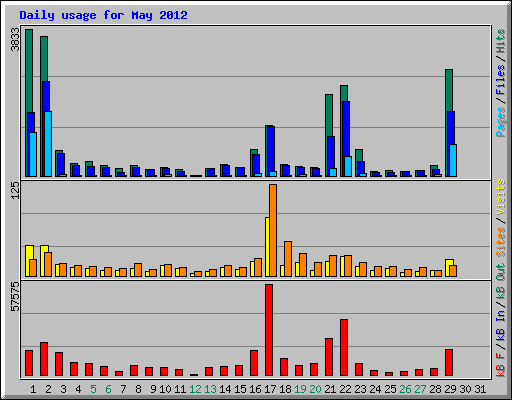 Daily usage for May 2012
3833
Pages / Files / Hits
125
Sites / Visits
57575
kB F / kB In / kB Out
1 2 3 4 5 6 7 8 9 10 11 12 13 14 15 16 17 18 19 20 21 22 23 24 25 26 27 28 29 30 31